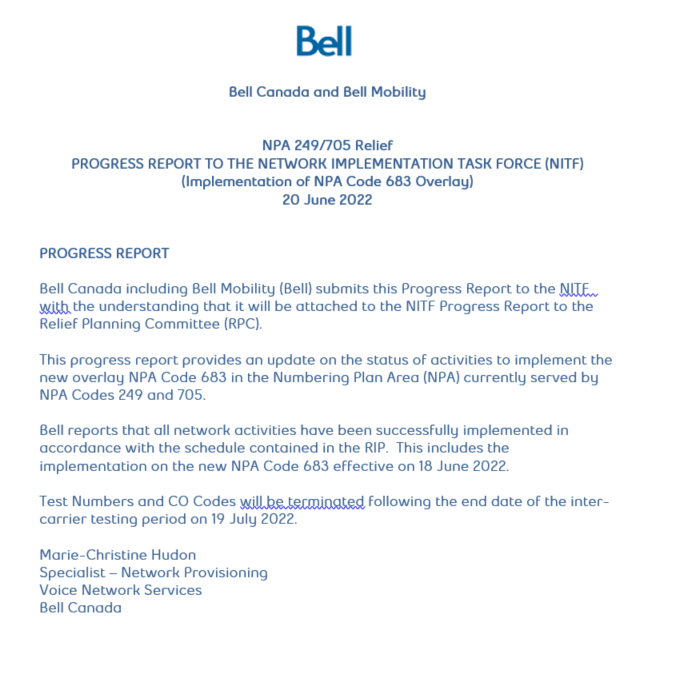 Bell
Bell Canada and Bell Mobility
NPA 249/705 Relief
PROGRESS REPORT TO THE NETWORK IMPLEMENTATION TASK FORCE (NITF)
(Implementation of NPA Code 683 Overlay)
20 June 2022
PROGRESS REPORT
Bell Canada including Bell Mobility (Bell) submits this Progress Report to the NITF
with the understanding that it will be attached to the NITF Progress Report to the
Relief Planning Committee (RPC).
This progress report provides an update on the status of activities to implement the
new overlay NPA Code 683 in the Numbering Plan Area (NPA) currently served by
NPA Codes 249 and 705.
Bell reports that all network activities have been successfully implemented in
accordance with the schedule contained in the RIP.  This includes the
implementation on the new NPA Code 683 effective on 18 June 2022.
Test Numbers and CO Codes will be terminated following the end date of the inter-
carrier testing period on 19 July 2022.
Marie-Christine Hudon
Specialist – Network Provisioning
Voice Network Services
Bell Canada